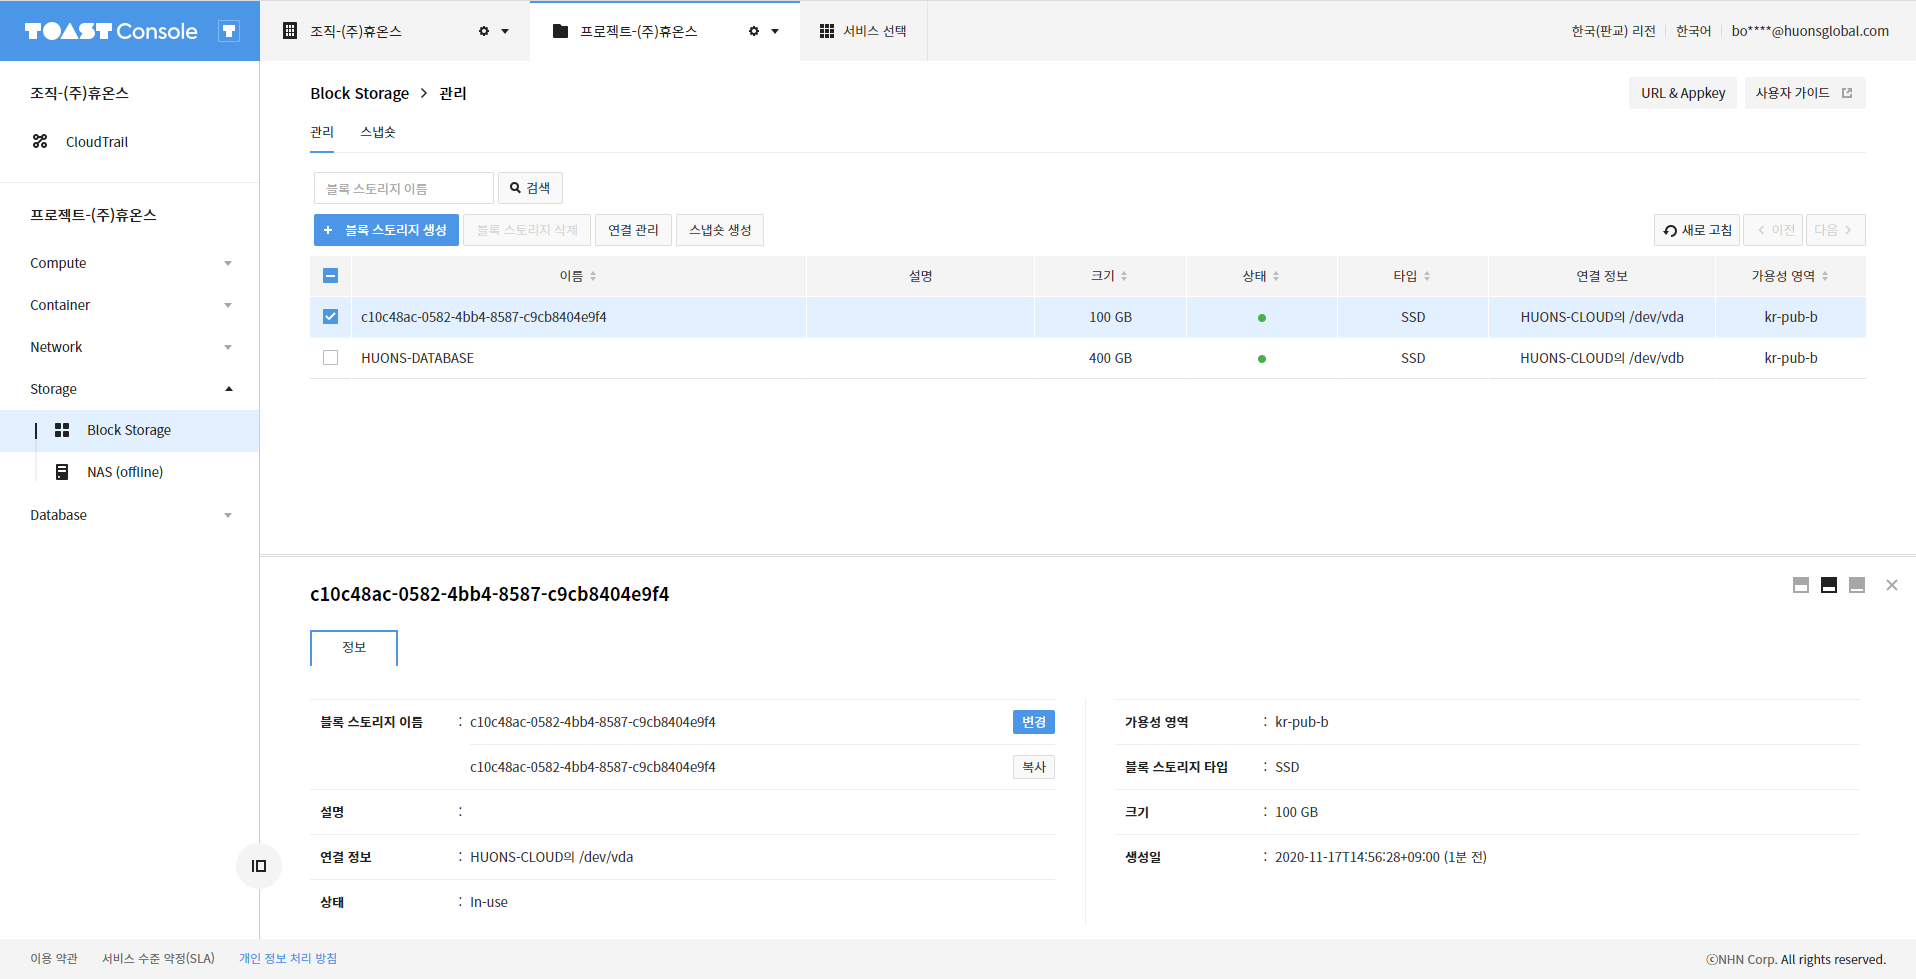 TOAST Console
조직-(주)휴온스
프로젝트-(주)휴온스
서비스 선택
한국(판교) 리전
한국어
bo****@huonsglobal.com
조직-(주)휴온스
CloudTrail
프로젝트-(주)휴온스
Compute
Container
Network
Storage
Block Storage
NAS (offline)
Database
Block Storage > 관리
URL & Appkey
사용자 가이드
관리 스냅숏
블록 스토리지 이름 검색
+ 블록 스토리지 생성 블록 스토리지 삭제 연결 관리 스냅숏 생성 새로 고침 < 이전 다음 >
이름 설명 크기 상태 타입 연결 정보 가용성 영역
c10c48ac-0582-4bb4-8587-c9cb8404e9f4 100 GB SSD HUONS-CLOUD의 /dev/vda kr-pub-b
HUONS-DATABASE 400 GB SSD HUONS-CLOUD의 /dev/vdb kr-pub-b
c10c48ac-0582-4bb4-8587-c9cb8404e9f4
정보
블록 스토리지 이름 : c10c48ac-0582-4bb4-8587-c9cb8404e9f4 변경
c10c48ac-0582-4bb4-8587-c9cb8404e9f4 복사
설명 :
연결 정보 : HUONS-CLOUD의 /dev/vda
상태 : In-use
가용성 영역 : kr-pub-b
블록 스토리지 타입 : SSD
크기 : 100 GB
생성일 : 2020-11-17T14:56:28+09:00 (1분 전)
이용 약관 서비스 수준 약정(SLA) 개인 정보 처리 방침
ⓒNHN Corp. All rights reserved.